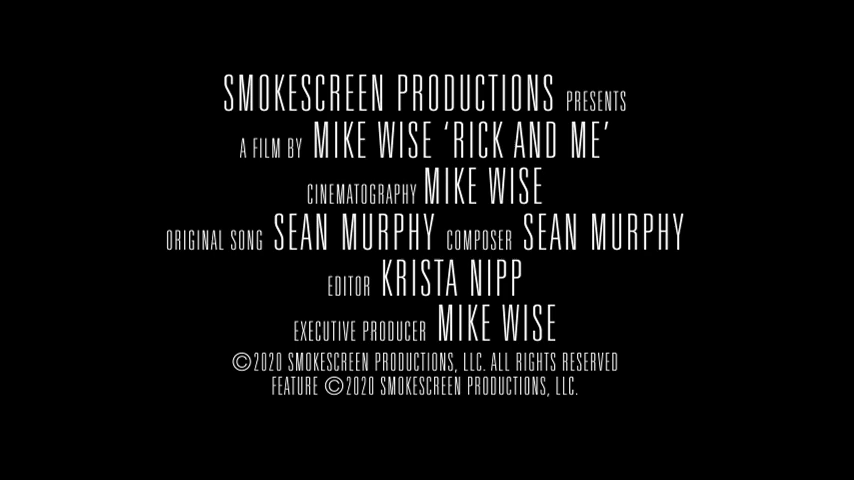 SMOKESCREEN PRODUCTIONS PRESENTS
A FILM BY MIKE WISE ‘RICK AND ME’
CINEMATOGRAPHY MIKE WISE
ORIGINAL SONG SEAN MURPHY COMPOSER SEAN MURPHY
EDITOR KRISTA NIPP
EXECUTIVE PRODUCER MIKE WISE
©2020 SMOKESCREEN PRODUCTIONS, LLC. ALL RIGHTS RESERVED
FEATURE ©2020 SMOKESCREEN PRODUCTIONS, LLC.